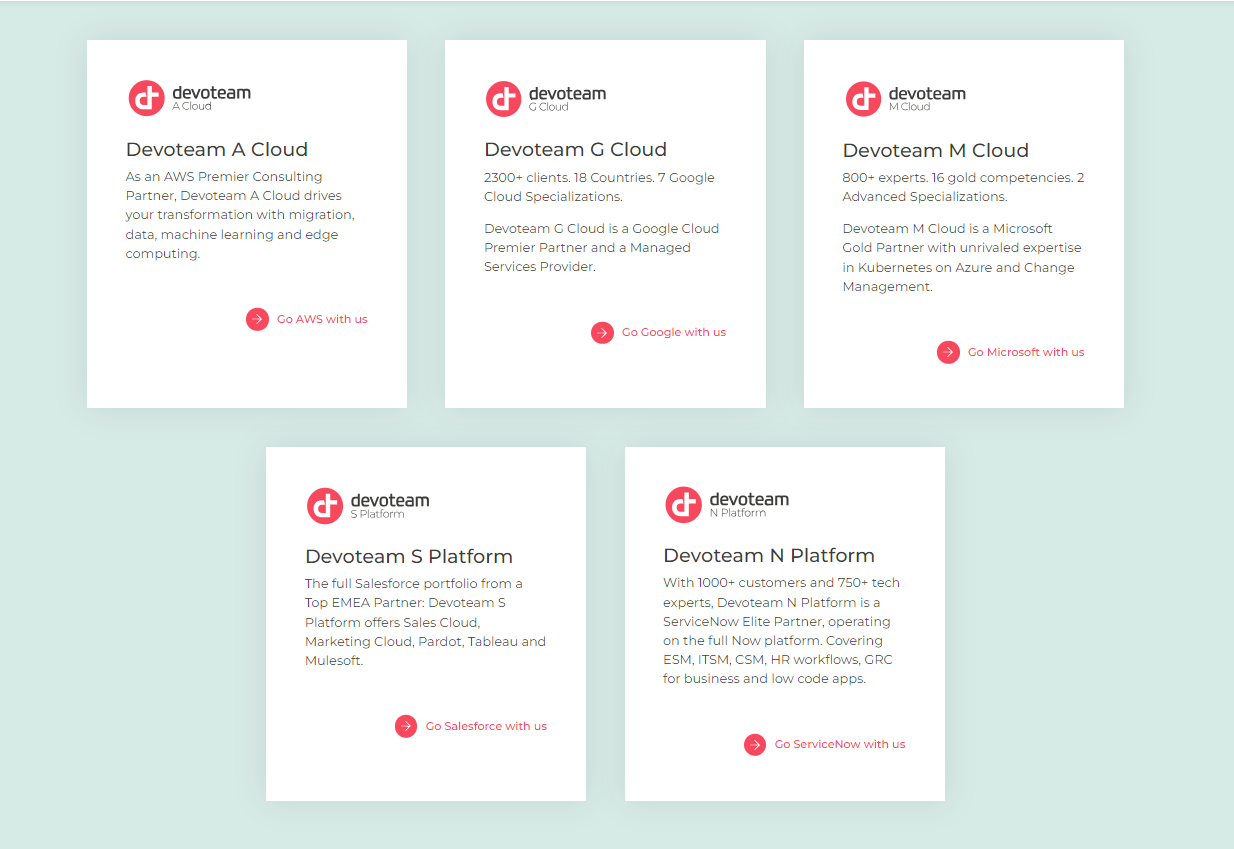 devoteam
A Cloud
Devoteam A Cloud
As an AWS Premier Consulting
Partner, Devoteam A Cloud drives
your transformation with migration,
data, machine learning and edge
computing.
Go AWS with us
devoteam
G Cloud
Devoteam G Cloud
2300+ clients. 18 Countries. 7 Google
Cloud Specializations.
Devoteam G Cloud is a Google Cloud
Premier Partner and a Managed
Services Provider.
Go Google with us
devoteam
M Cloud
Devoteam M Cloud
800+ experts. 16 gold competencies. 2
Advanced Specializations.
Devoteam M Cloud is a Microsoft
Gold Partner with unrivaled expertise
in Kubernetes on Azure and Change
Management.
Go Microsoft with us
devoteam
S Platform
Devoteam S Platform
The full Salesforce portfolio from a
Top EMEA Partner: Devoteam S
Platform offers Sales Cloud,
Marketing Cloud, Pardot, Tableau and
Mulesoft.
Go Salesforce with us
devoteam
N Platform
Devoteam N Platform
With 1000+ customers and 750+ tech
experts, Devoteam N Platform is a
ServiceNow Elite Partner, operating
on the full Now platform. Covering
ESM, ITSM, CSM, HR workflows, GRC
for business and low code apps.
Go ServiceNow with us